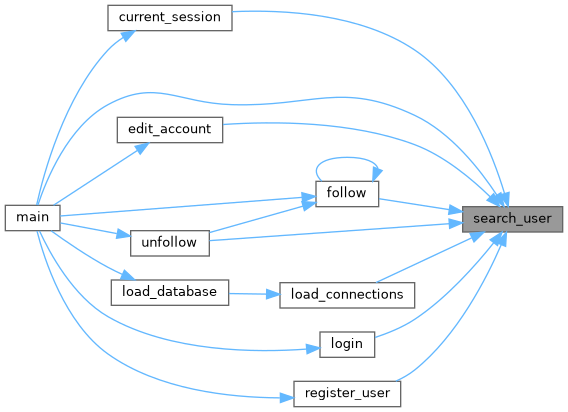 current_session
edit_account
follow
main
search_user
unfollow
load_database
load_connections
login
register_user